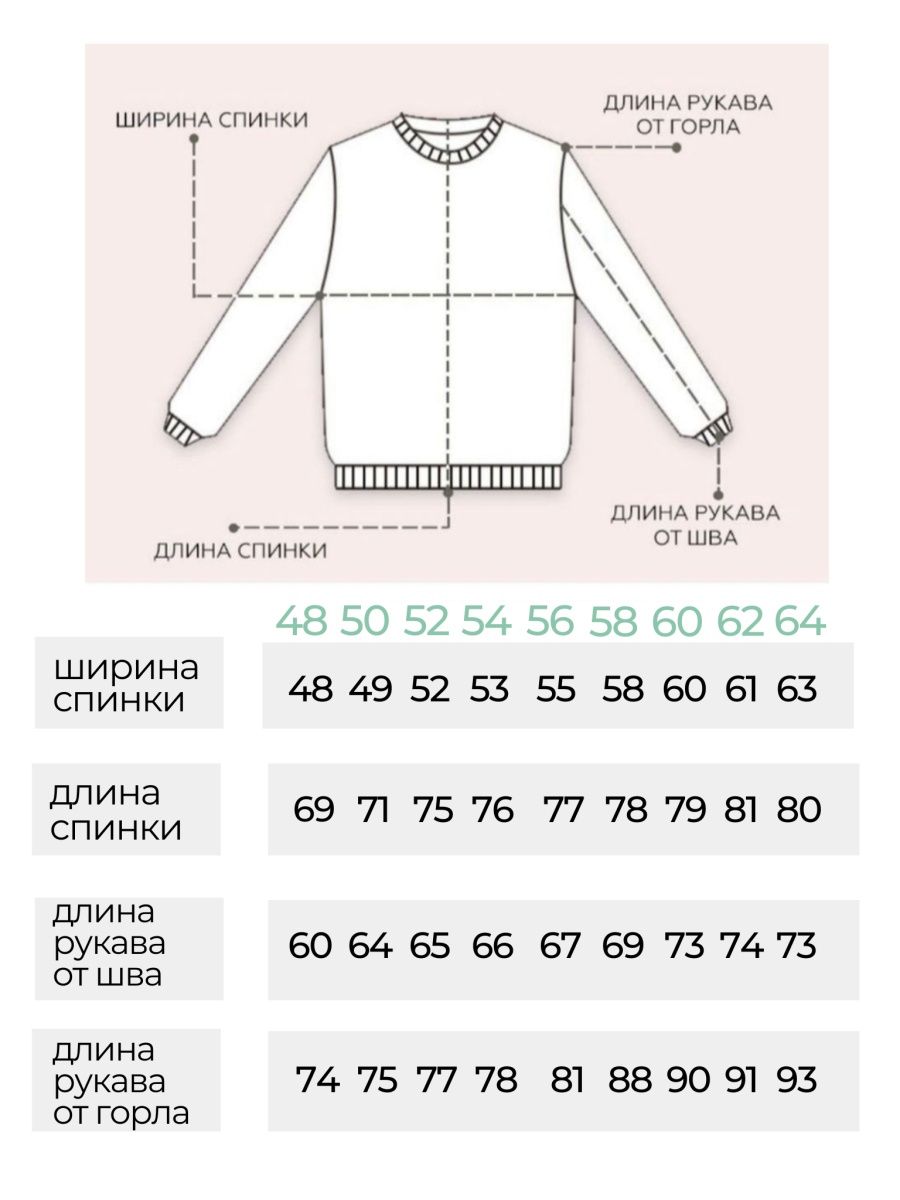 ШИРИНА СПИНКИ
ДЛИНА РУКАВА
ОТ ГОРЛА
ДЛИНА РУКАВА
ОТ ШВА
ДЛИНА СПИНКИ
48 50 52 54 56 58 60 62 64
ширина
спинки
48 49 52 53 55 58 60 61 63
длина
спинки
69 71 75 76 77 78 79 81 80
длина
рукава
от шва
60 64 65 66 67 69 73 74 73
длина
рукава
от горла
74 75 77 78 81 88 90 91 93